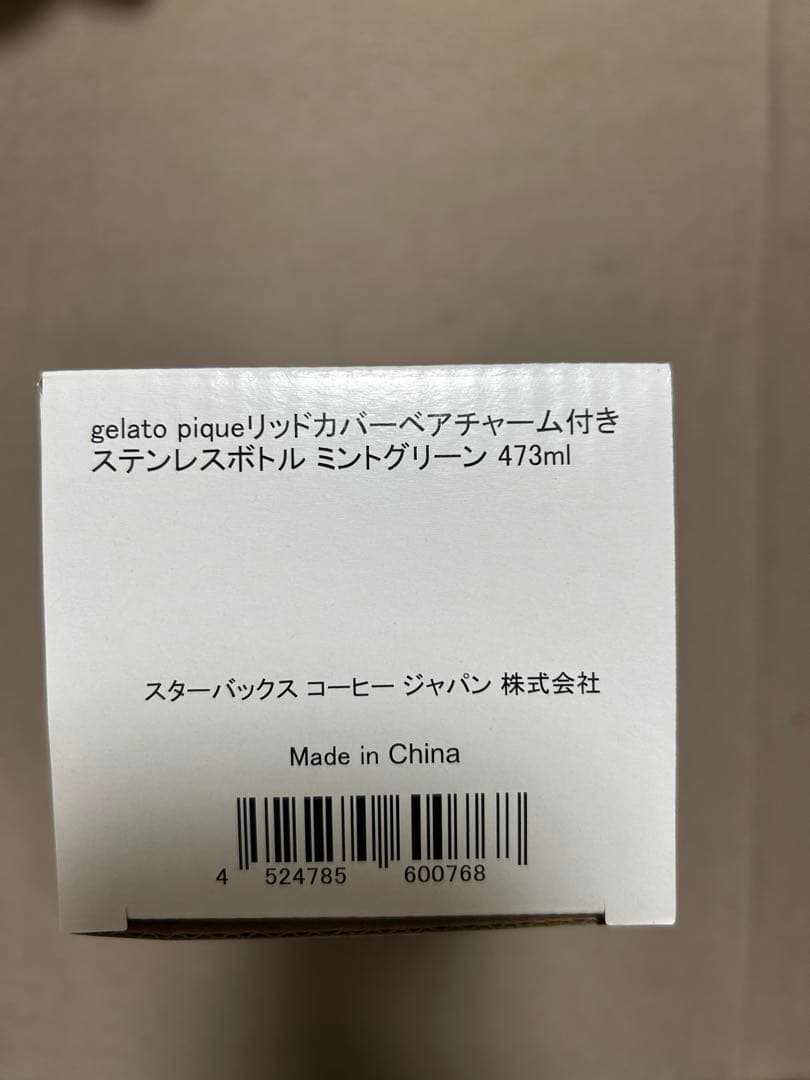 gelato piqueリッドカバーベアチャーム付き
ステンレスボトル ミントグリーン 473ml
スターバックス コーヒー ジャパン 株式会社
Made in China
4 524785 600768